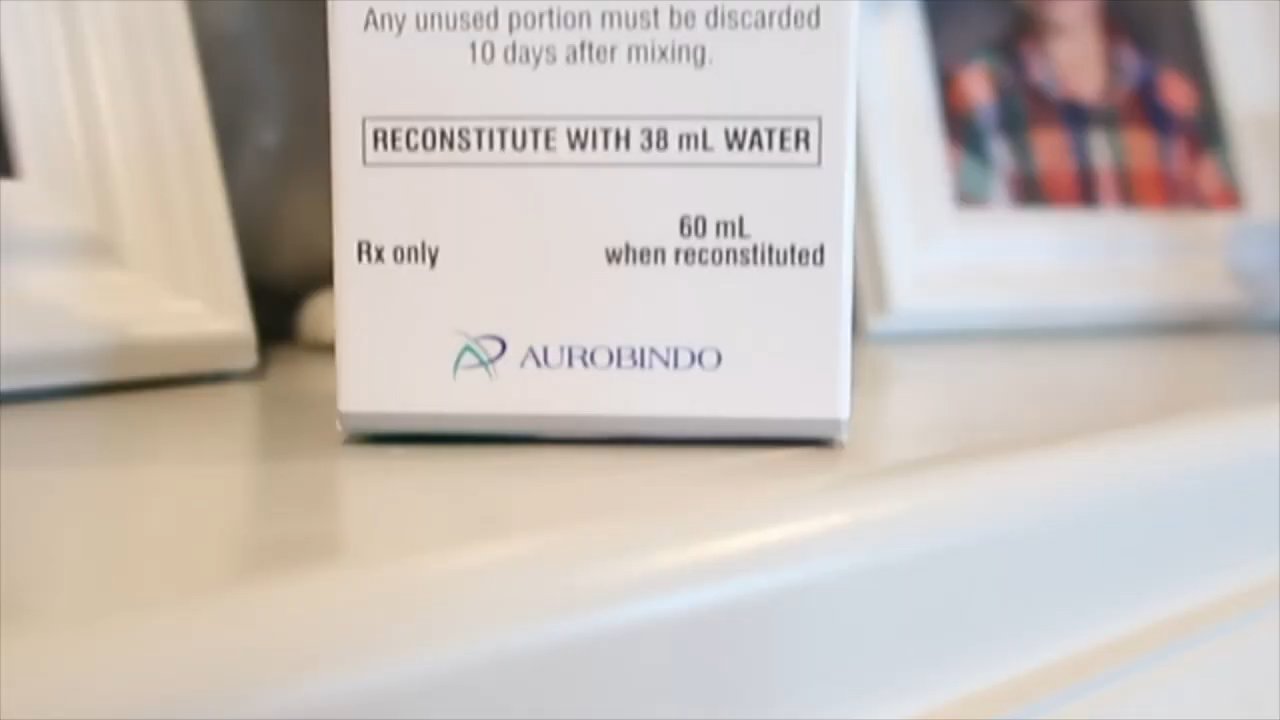 Any unused portion must be discarded
10 days after mixing.
RECONSTITUTE WITH 38 mL WATER
60 mL
Rx only
when reconstituted
AUROBINDO